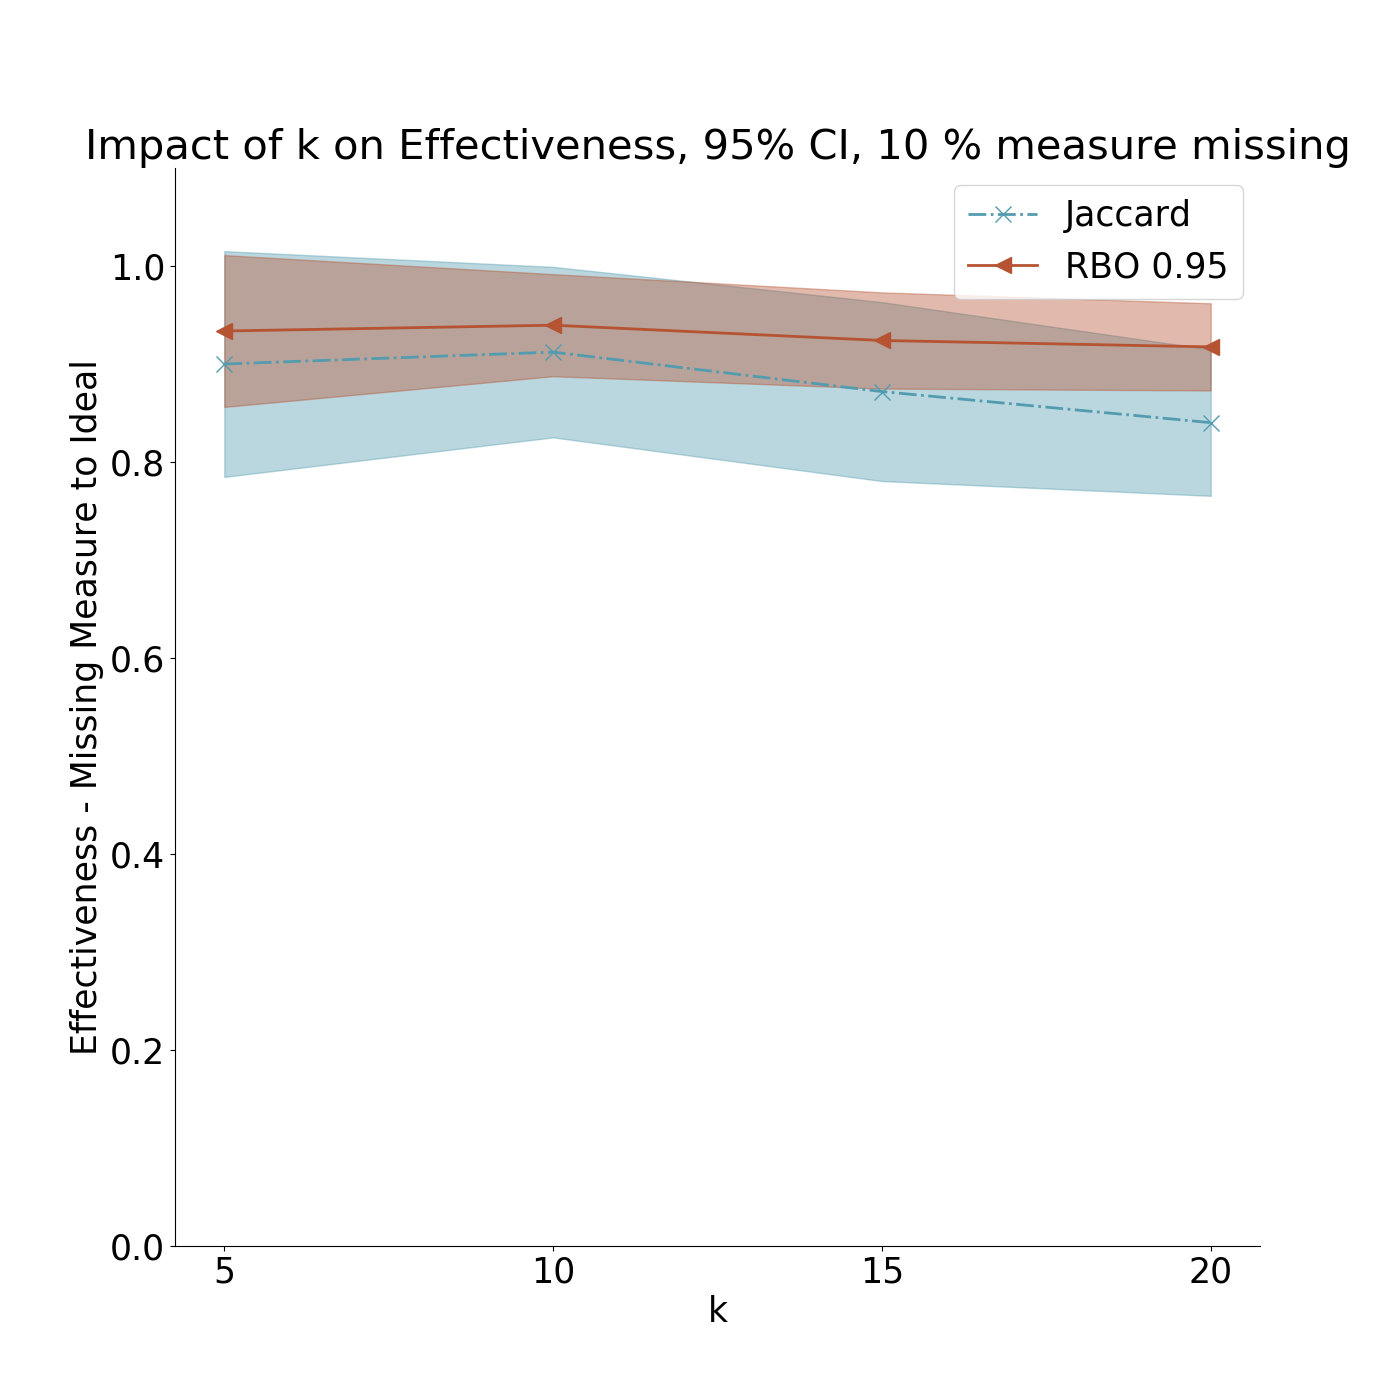 Impact of k on Effectiveness, 95% CI, 10 % measure missing
Jaccard
RBO 0.95
Effectiveness - Missing Measure to Ideal
1.0
0.8
0.6
0.4
0.2
0.0
5 10 15 20
k